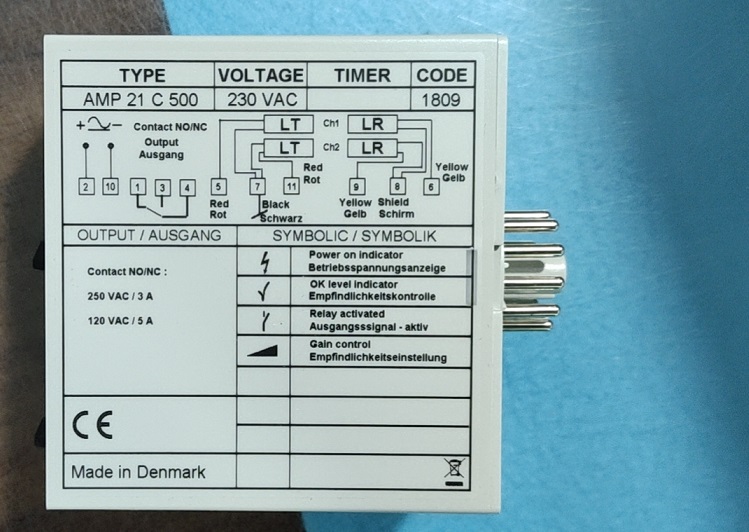 TYPE VOLTAGE TIMER CODE
AMP 21 C 500 230 VAC 1809
+ − Contact NO/NC LT Ch1 LR
Output
Ausgang LT Ch2 LR
Red
Rot
Yellow
Gelb
2 10 1 3 4 5 7 11 9 8 6
Red
Rot
Black
Schwarz
Yellow
Gelb
Shield
Schirm
OUTPUT / AUSGANG SYMBOLIC / SYMBOLIK
Contact NO/NC :
250 VAC / 3 A
120 VAC / 5 A
Power on indicator
Betriebsspannungsanzeige
OK level indicator
Empfindlichkeitskontrolle
Relay activated
Ausgangsssignal - aktiv
Gain control
Empfindlichkeitseinstellung
CE
Made in Denmark